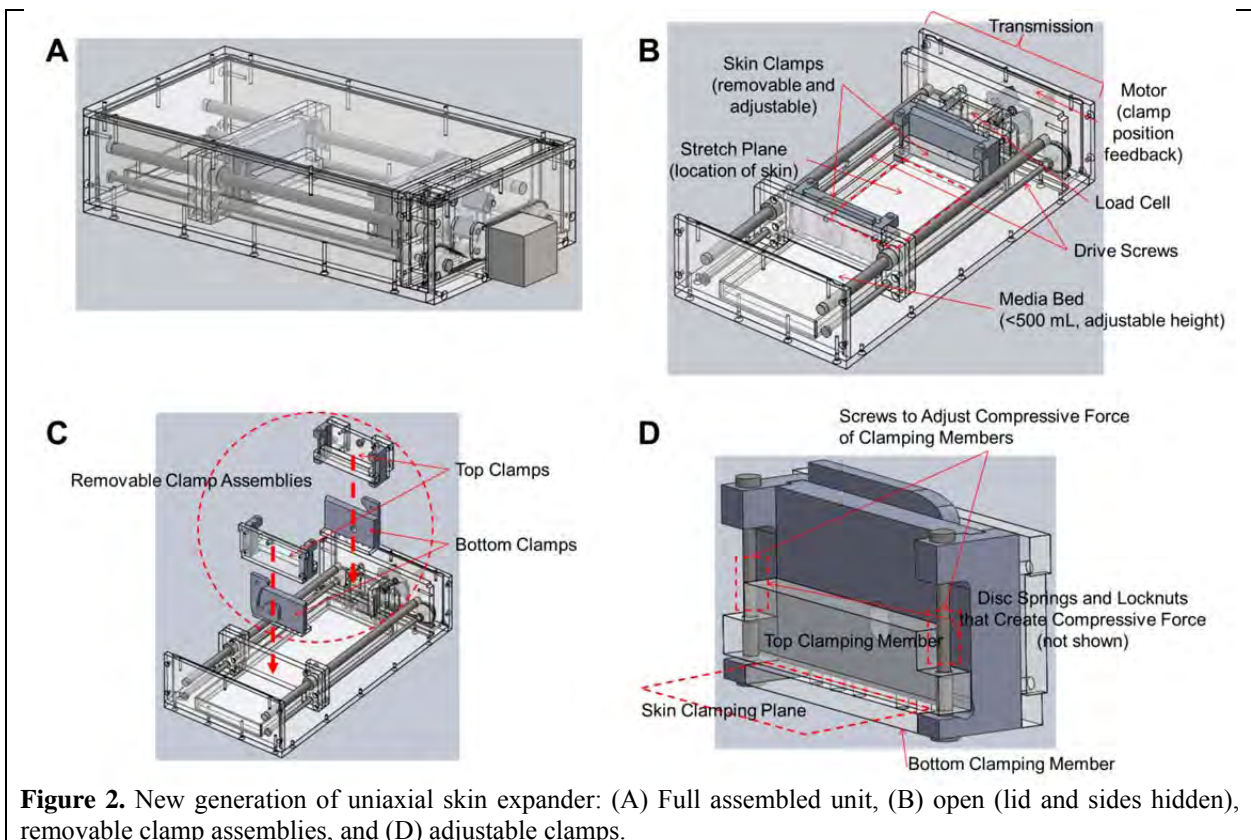 A
B
Transmission
Skin Clamps
(removable and
adjustable)
Motor
(clamp
position
feedback)
Stretch Plane
(location of skin)
Load Cell
Drive Screws
Media Bed
(<500 mL, adjustable height)
C
Removable Clamp Assemblies
Top Clamps
Bottom Clamps
D
Screws to Adjust Compressive Force
of Clamping Members
Disc Springs and Locknuts
that Create Compressive Force
(not shown)
Top Clamping Member
Skin Clamping Plane
Bottom Clamping Member
Figure 2. New generation of uniaxial skin expander: (A) Full assembled unit, (B) open (lid and sides hidden),
removable clamp assemblies, and (D) adjustable clamps.